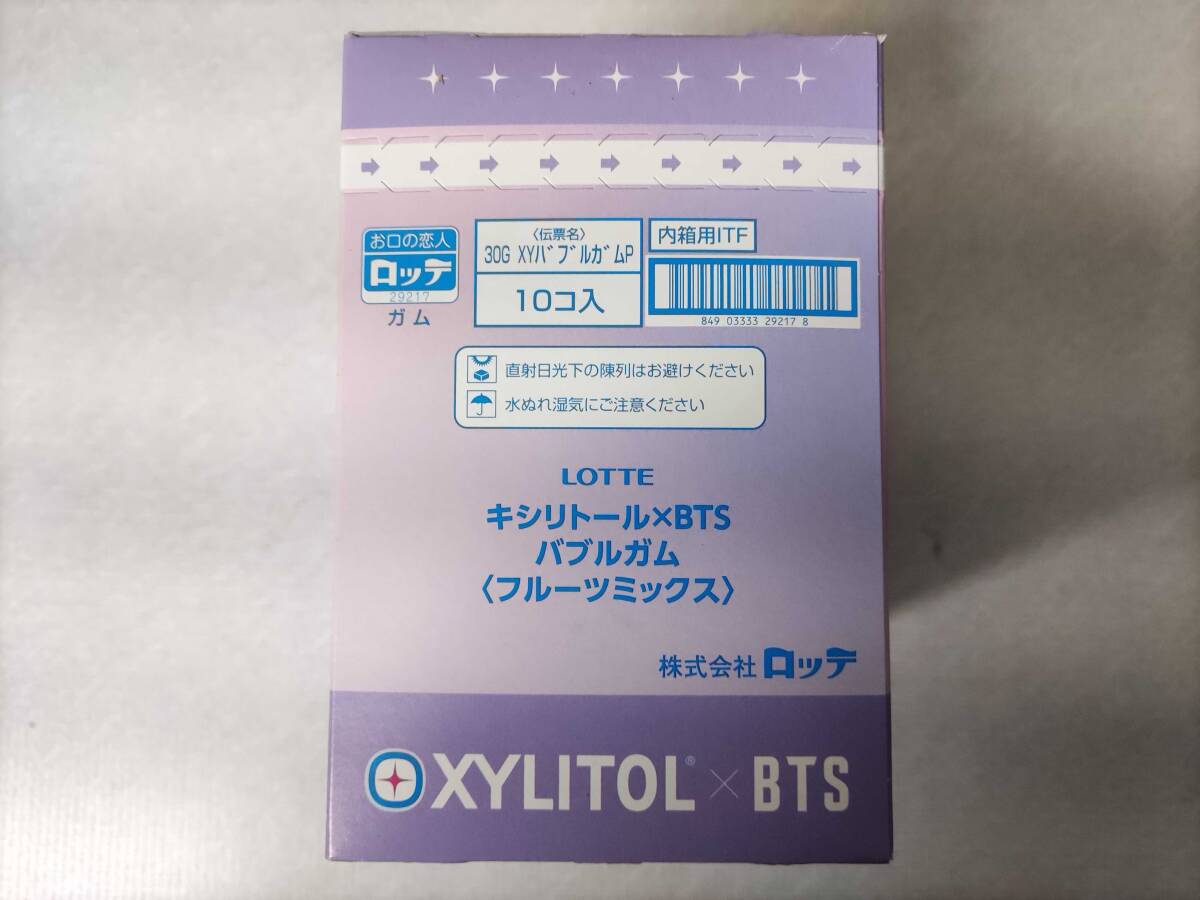 お口の恋人
ロッテ
29217
ガム
〈伝票名〉
30G XYバブルガムP
10コ入
内箱用ITF
849 03333 29217 8
直射日光下の陳列はお避けください
水ぬれ湿気にご注意ください
LOTTE
キシリトール×BTS
バブルガム
〈フルーツミックス〉
株式会社 ロッテ
XYLITOL® × BTS